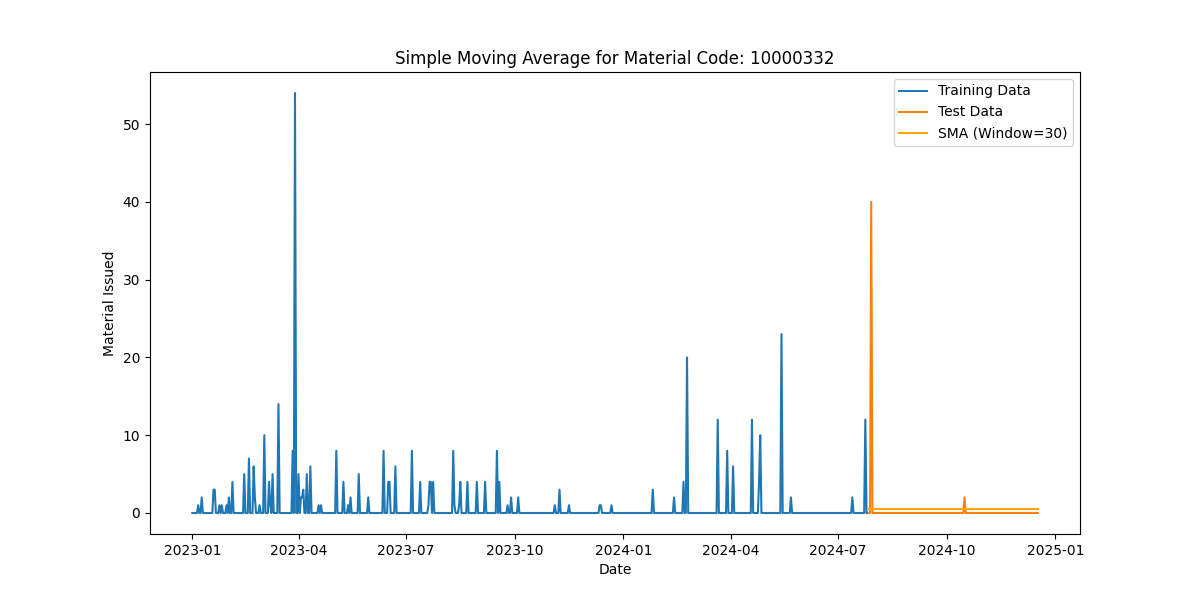 Simple Moving Average for Material Code: 10000332
Training Data
Test Data
SMA (Window=30)
Material Issued
50
40
30
20
10
0
2023-01 2023-04 2023-07 2023-10 2024-01 2024-04 2024-07 2024-10 2025-01
Date